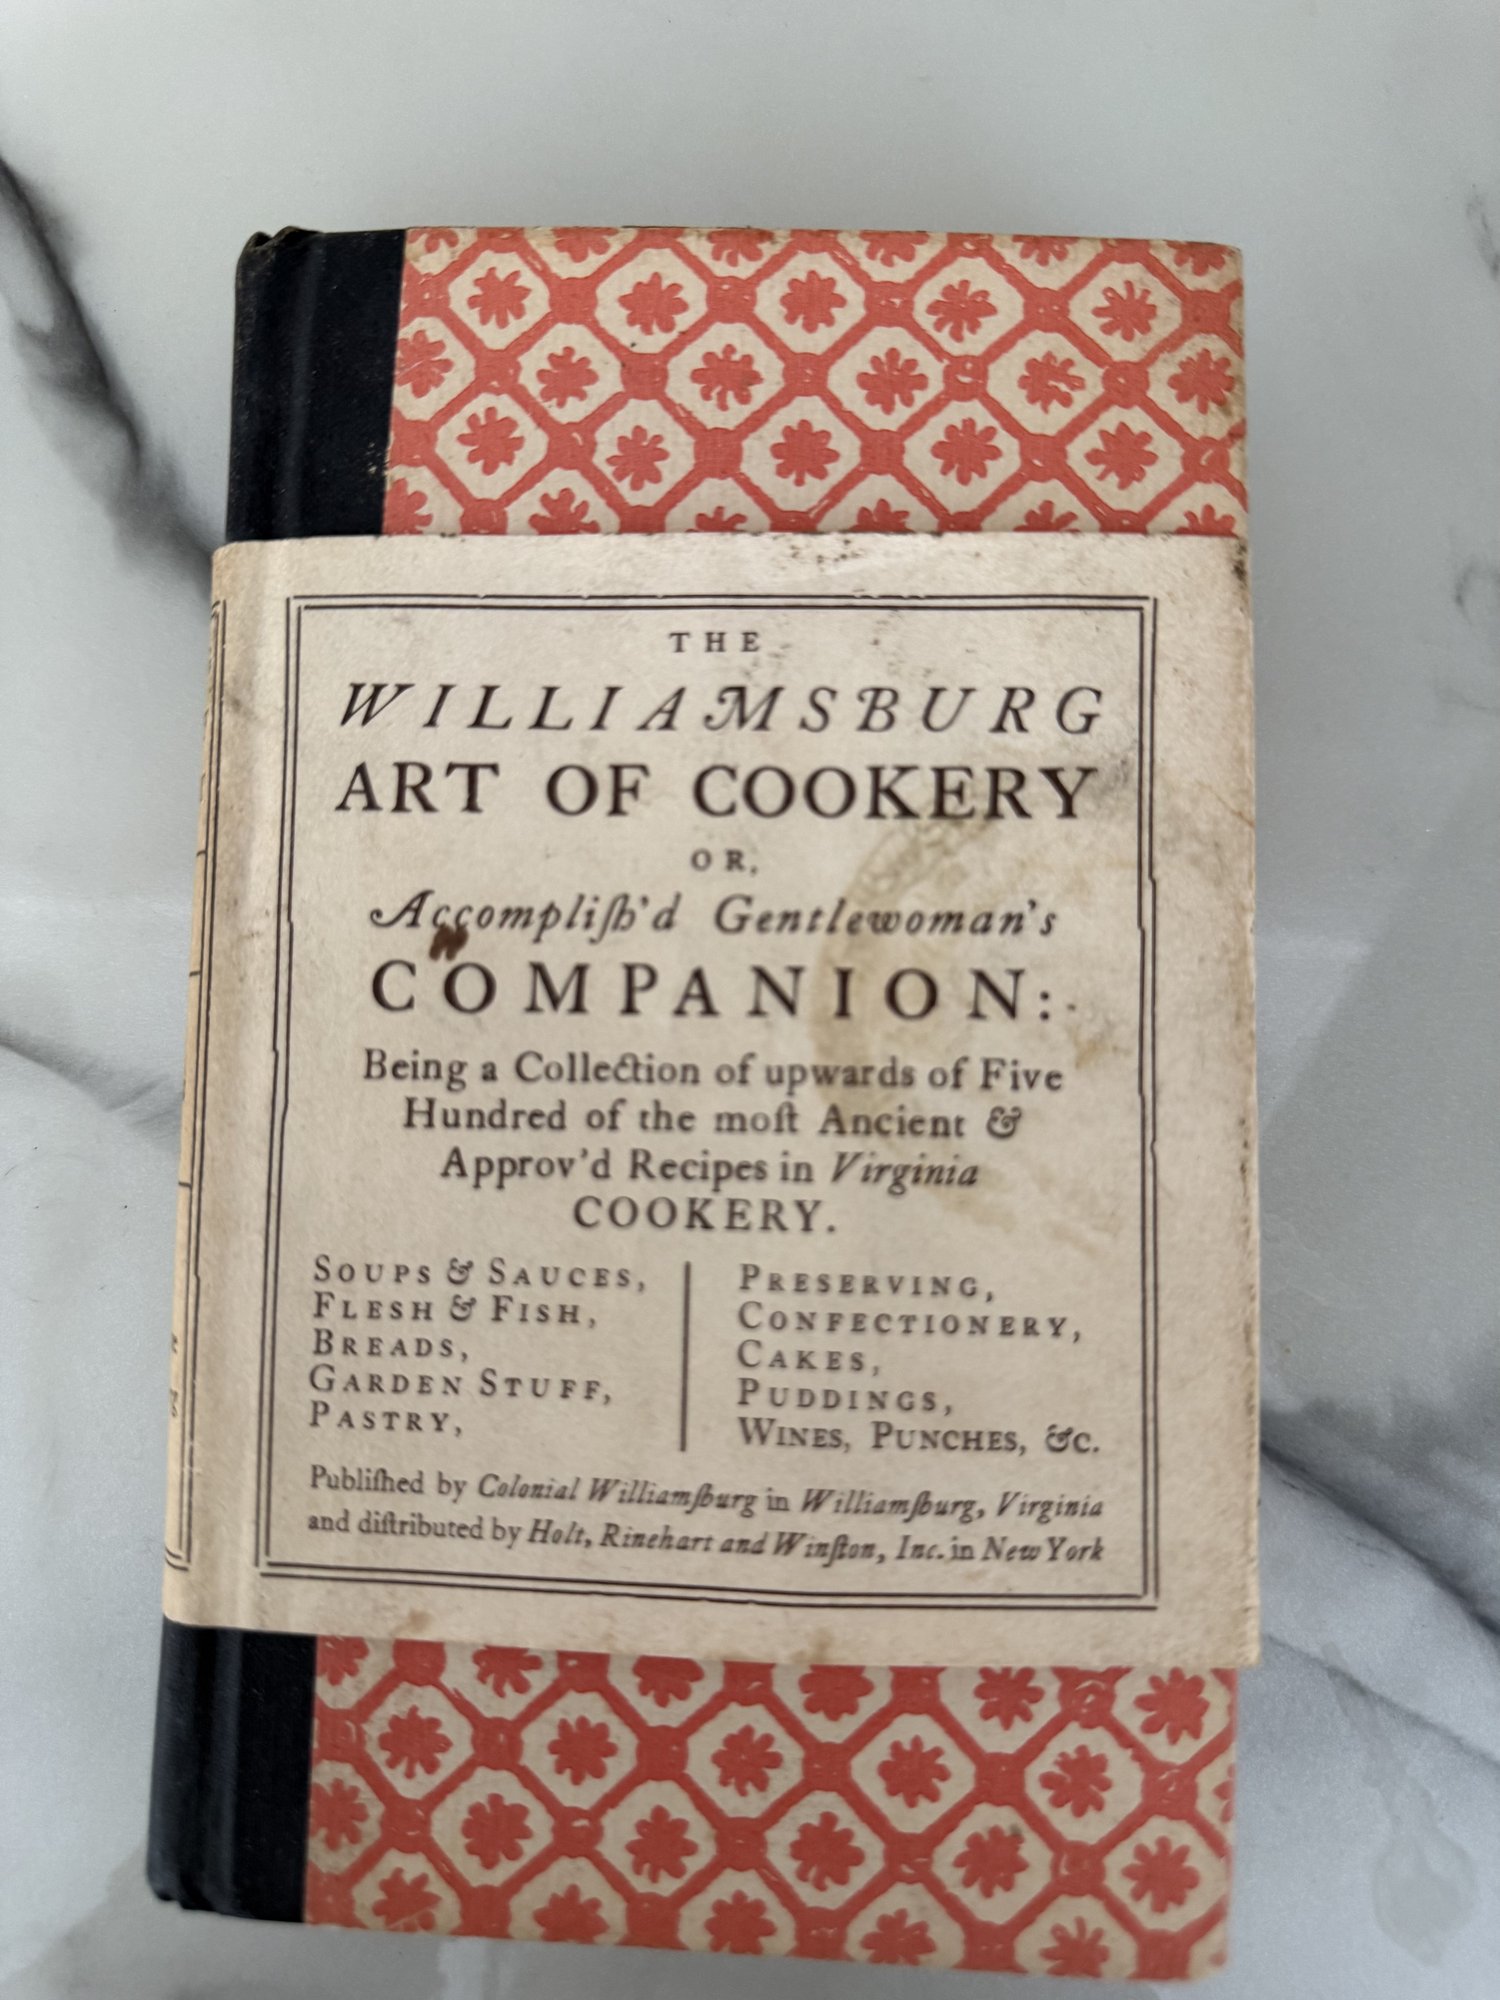 THE
WILLIAMSBURG
ART OF COOKERY
OR,
Accompliſh'd Gentlewoman's
COMPANION:
Being a Collection of upwards of Five
Hundred of the moſt Ancient &
Approv'd Recipes in Virginia
COOKERY.
SOUPS & SAUCES,
FLESH & FISH,
BREADS,
GARDEN STUFF,
PASTRY,
PRESERVING,
CONFECTIONERY,
CAKES,
PUDDINGS,
WINES, PUNCHES, &C.
Publiſhed by Colonial Williamſburg in Williamſburg, Virginia
and diſtributed by Holt, Rinehart and Winſton, Inc. in New York